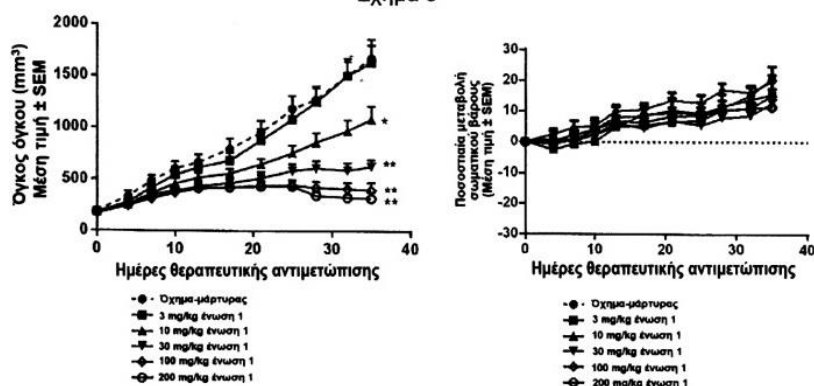 2000
1500
1000
500
0
Όγκος όγκου (mm³)
Μέση τιμή ± SEM
*
**
**
**
0 10 20 30 40
Ημέρες θεραπευτικής αντιμετώπισης
Όχημα-μάρτυρας
3 mg/kg ένωση 1
10 mg/kg ένωση 1
30 mg/kg ένωση 1
100 mg/kg ένωση 1
200 mg/kg ένωση 1
30
20
10
0
-10
-20
-30
Ποσοστιαία μεταβολή
σωματικού βάρους
(Μέση τιμή ± SEM)
0 10 20 30 40
Ημέρες θεραπευτικής αντιμετώπισης
Όχημα-μάρτυρας
3 mg/kg ένωση 1
10 mg/kg ένωση 1
30 mg/kg ένωση 1
100 mg/kg ένωση 1
200 mg/kg ένωση 1